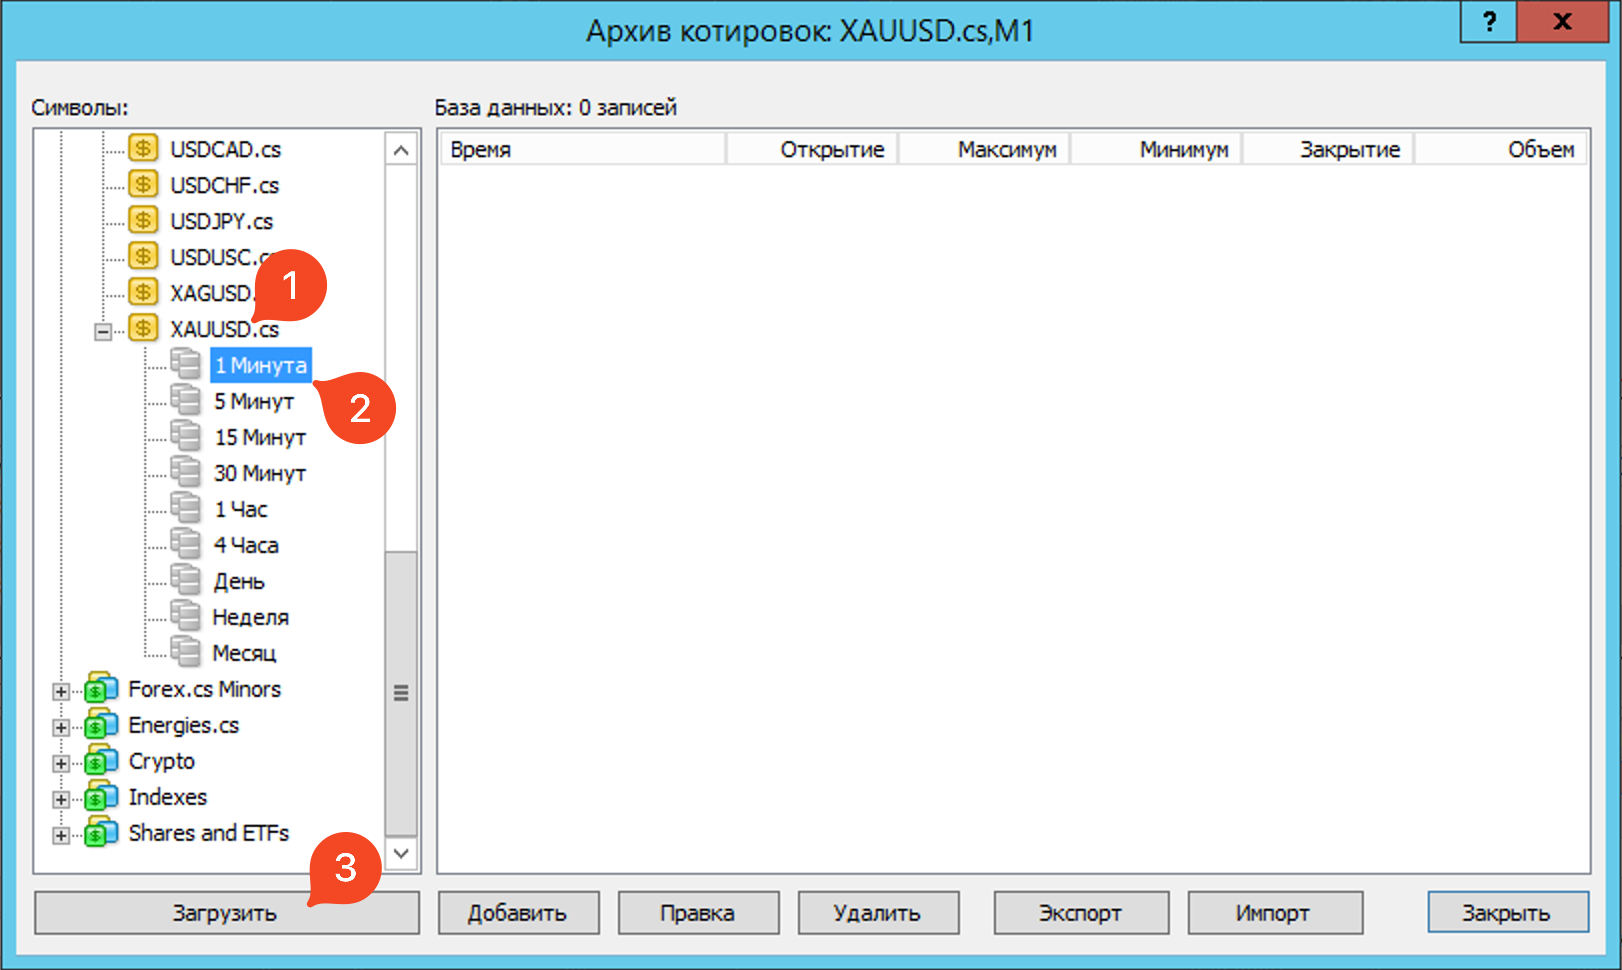 Архив котировок: XAUUSD.cs,M1
?
x
Символы:
База данных: 0 записей
USDCAD.cs
USDCHF.cs
USDJPY.cs
USDUSC.cs
XAGUSD.
1
XAUUSD.cs
1 Минута
2
5 Минут
15 Минут
30 Минут
1 Час
4 Часа
День
Неделя
Месяц
Forex.cs Minors
Energies.cs
Crypto
Indexes
Shares and ETFs
3
Время Открытие Максимум Минимум Закрытие Объем
Загрузить Добавить Правка Удалить Экспорт Импорт Закрыть